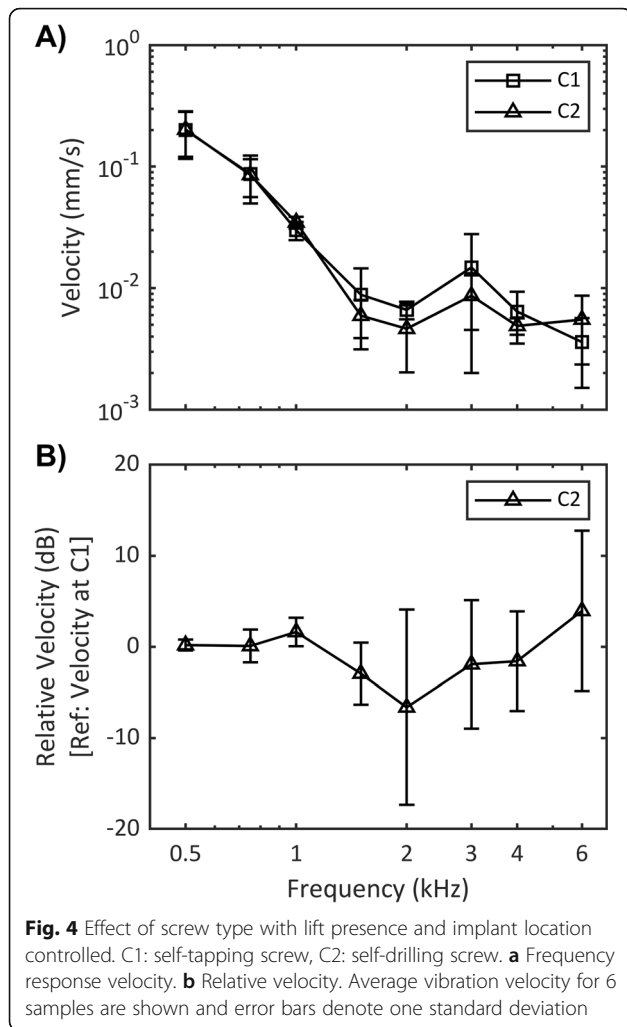 A)
10^0
10^-1
10^-2
10^-3
Velocity (mm/s)
C1
C2
B)
20
10
0
-10
-20
Relative Velocity (dB)
[Ref: Velocity at C1]
C2
0.5 1 2 3 4 6
Frequency (kHz)
Fig. 4 Effect of screw type with lift presence and implant location
controlled. C1: self-tapping screw, C2: self-drilling screw. a Frequency
response velocity. b Relative velocity. Average vibration velocity for 6
samples are shown and error bars denote one standard deviation